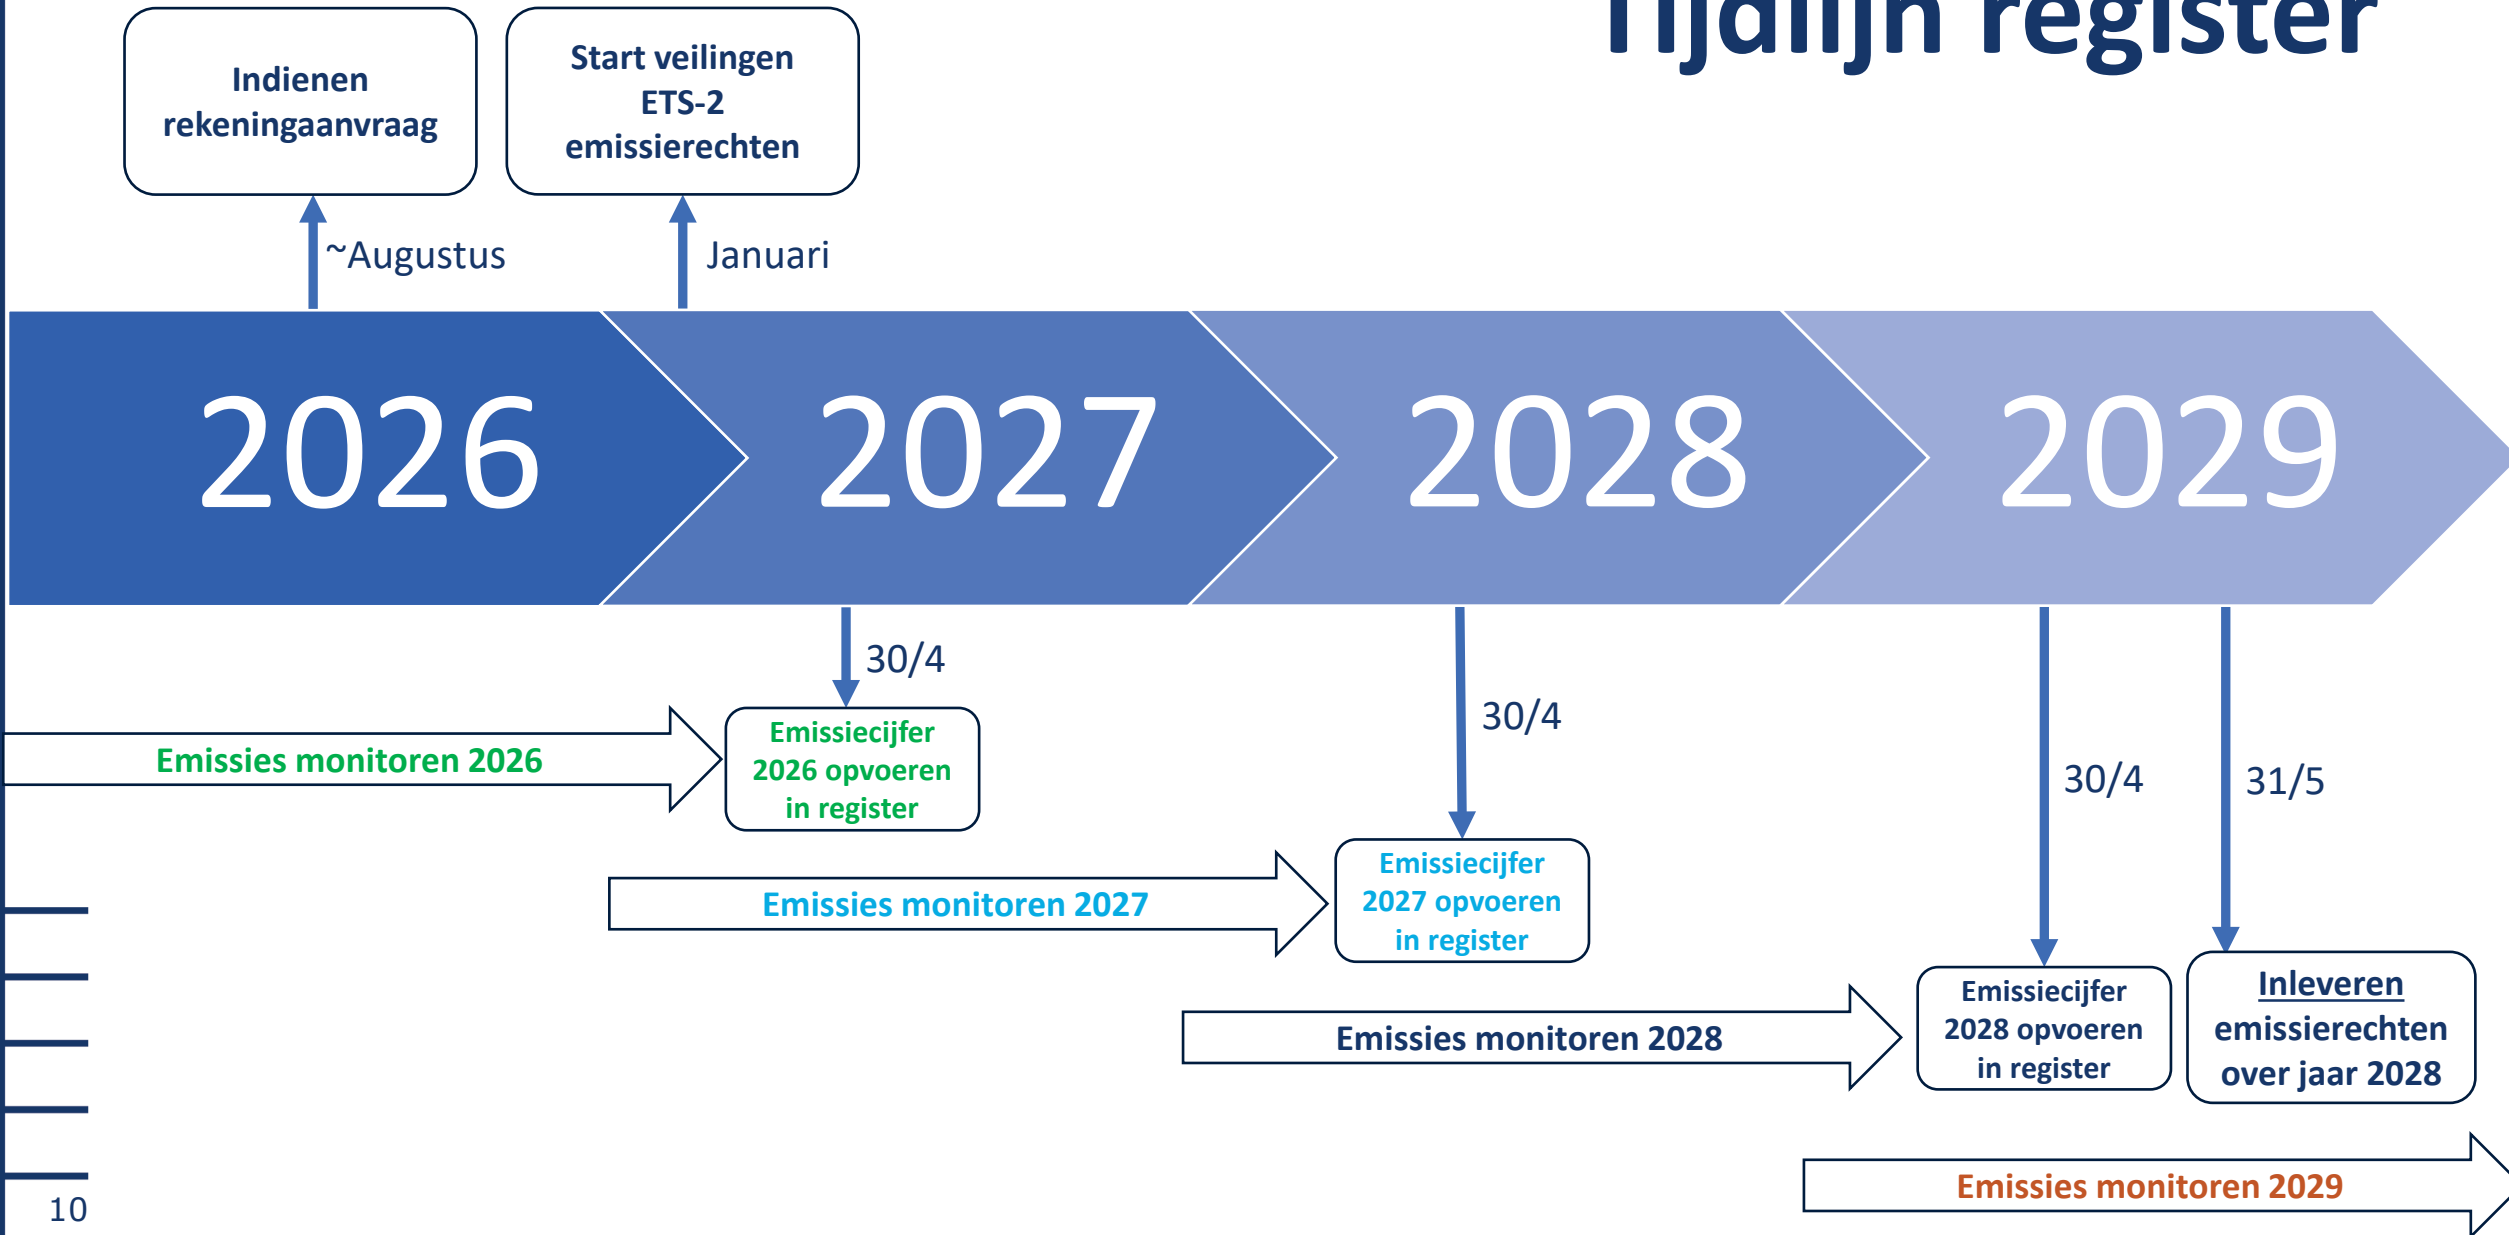 Tijdlijn register
Indienen
rekeningaanvraag
Start veilingen
ETS-2
emissierechten
~Augustus
Januari
2026
2027
2028
2029
30/4
30/4
30/4
31/5
Emissies monitoren 2026
Emissiecijfer
2026 opvoeren
in register
Emissies monitoren 2027
Emissiecijfer
2027 opvoeren
in register
Emissies monitoren 2028
Emissiecijfer
2028 opvoeren
in register
Inleveren
emissierechten
over jaar 2028
Emissies monitoren 2029
10